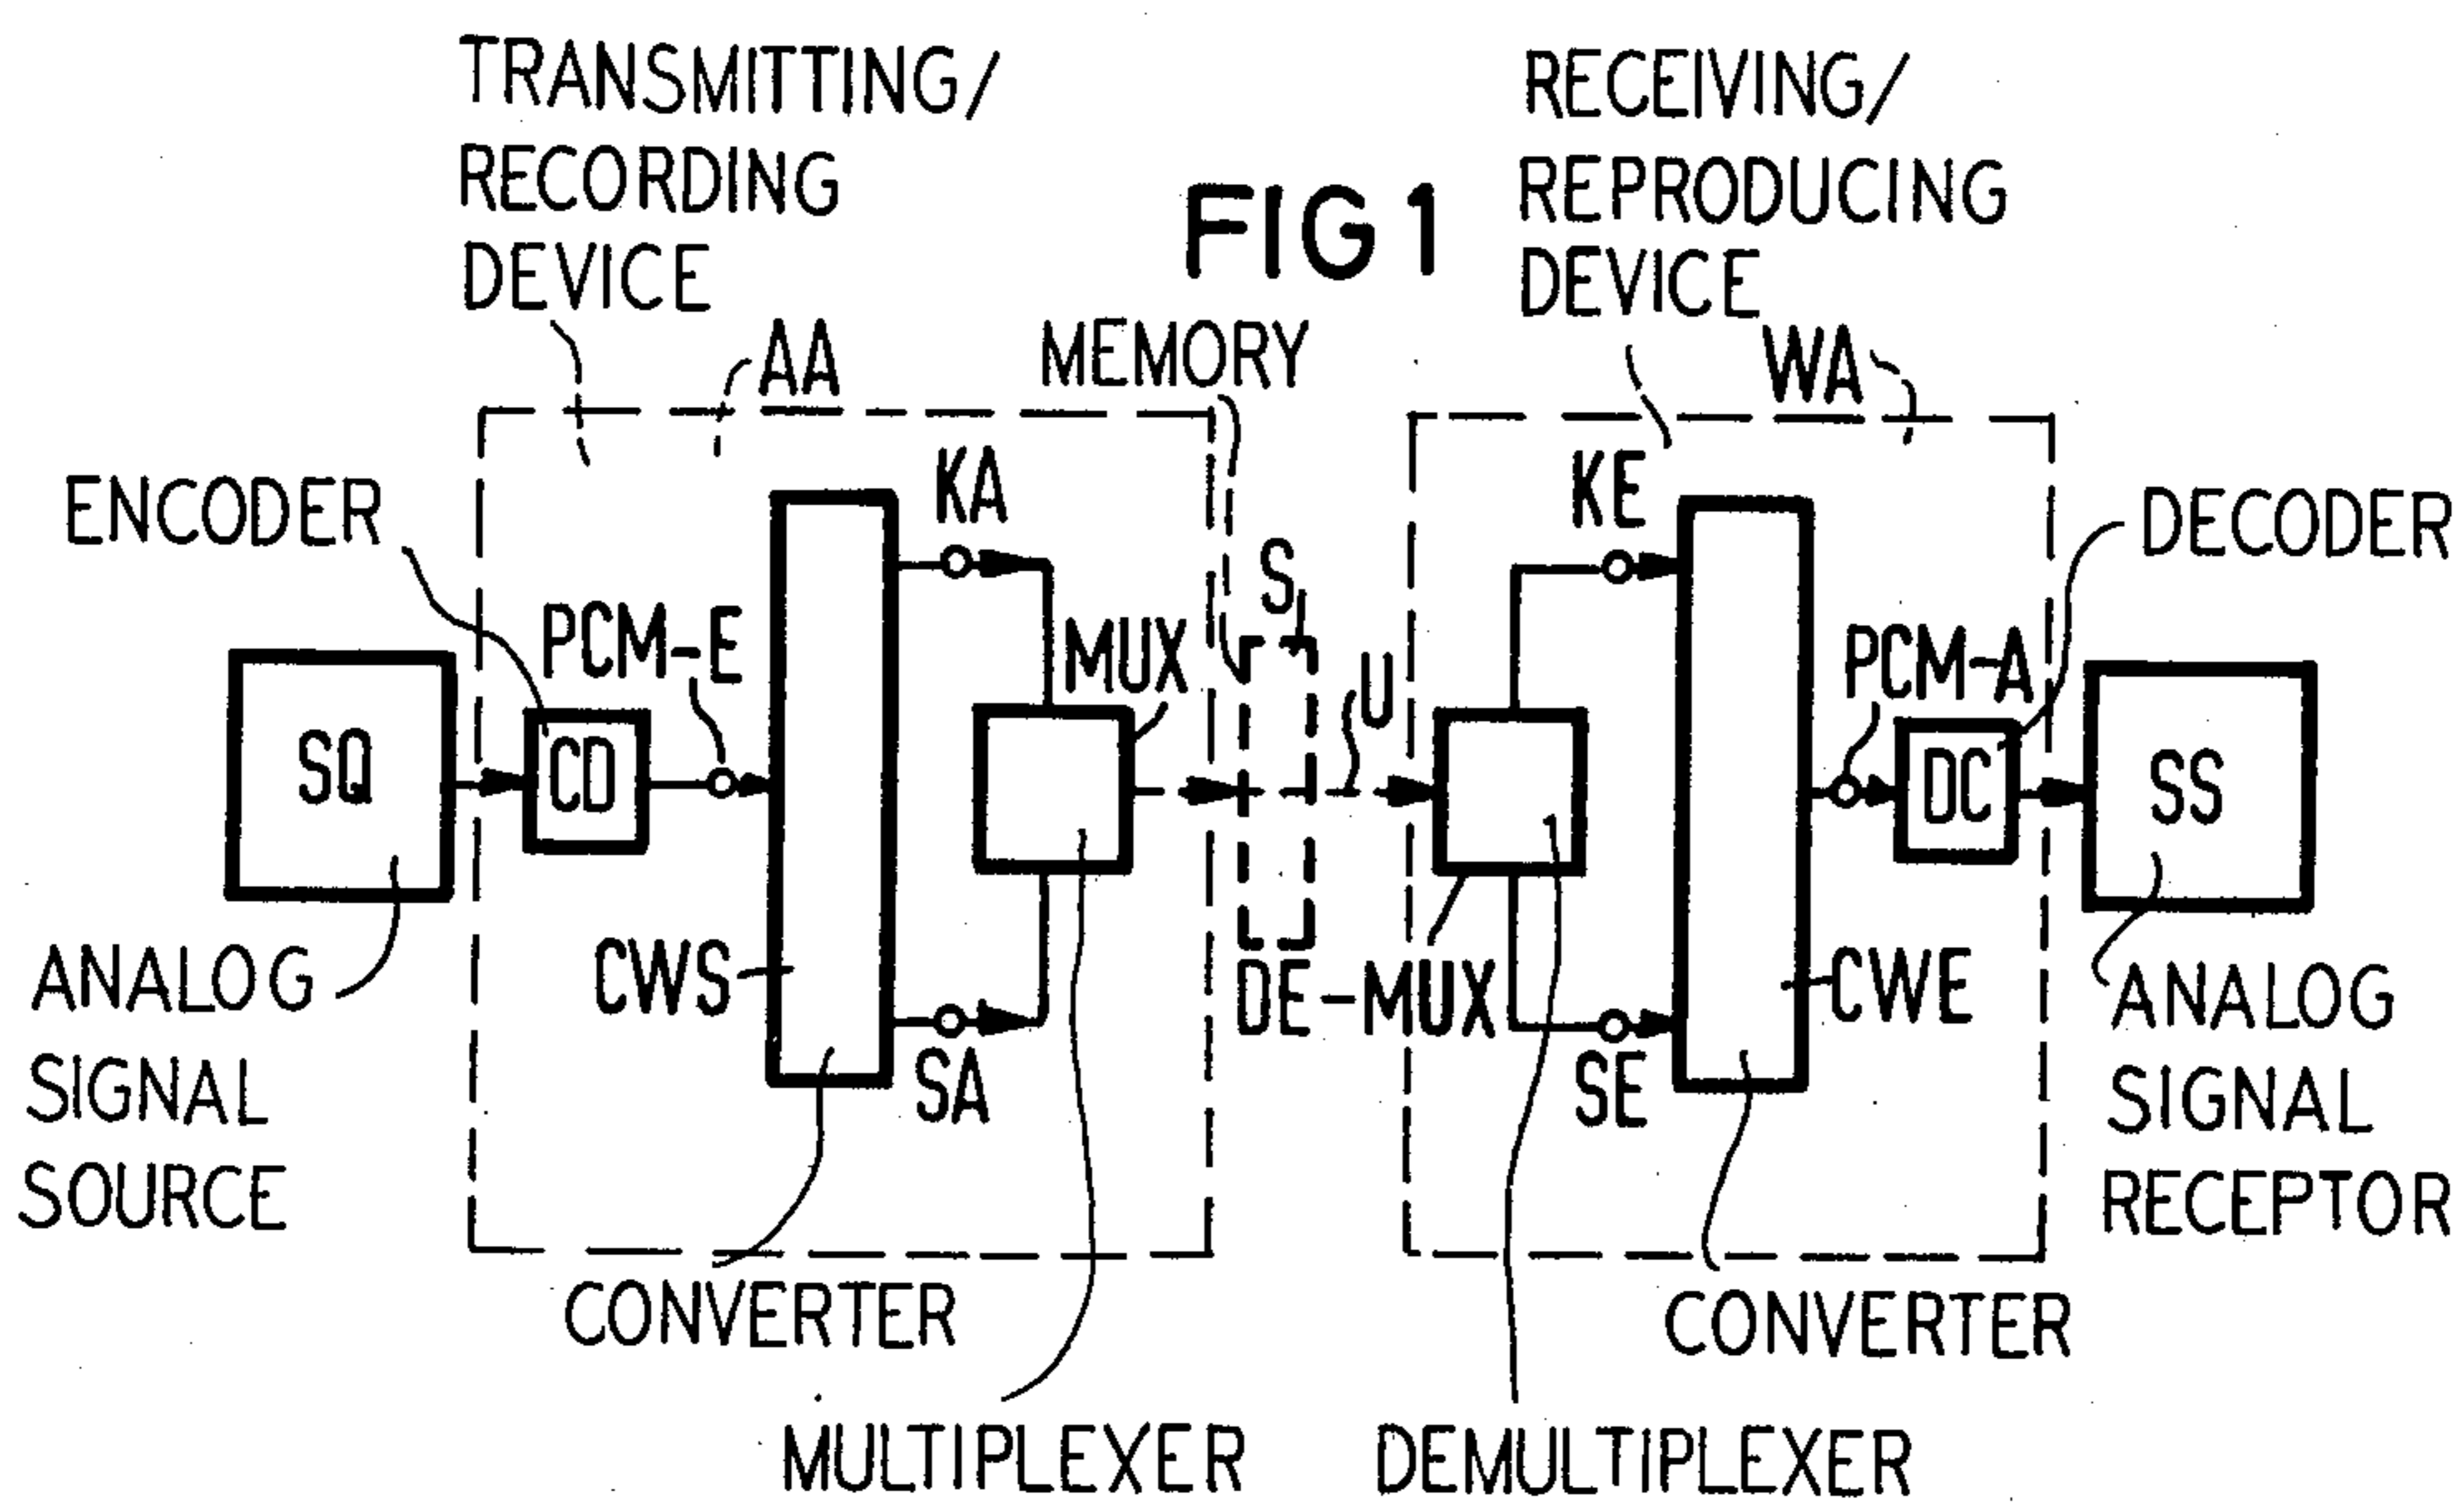 TRANSMITTING/
RECORDING
DEVICE
FIG 1
RECEIVING/
REPRODUCING
DEVICE
AA
MEMORY
WA
ENCODER
KA
KE
DECODER
S
PCM-E
MUX
U
PCM-A
SQ
CD
DC
SS
CWS
SA
DE-MUX
SE
CWE
ANALOG
SIGNAL
SOURCE
ANALOG
SIGNAL
RECEPTOR
CONVERTER
CONVERTER
MULTIPLEXER
DEMULTIPLEXER